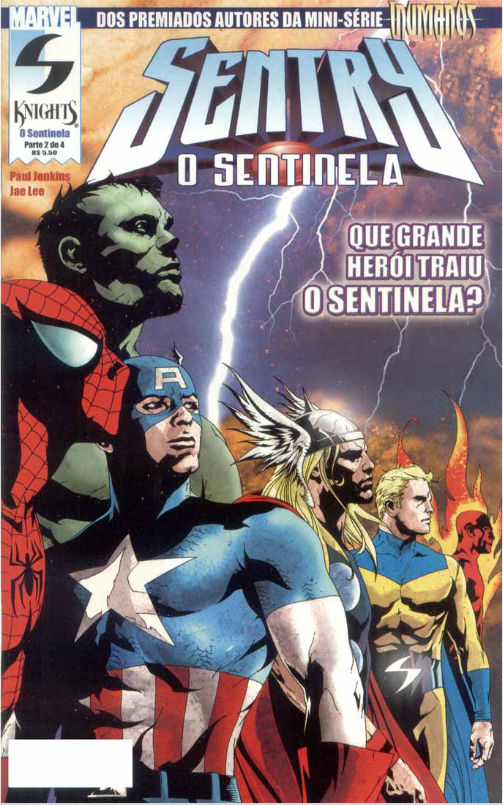 MARVEL
DOS PREMIADOS AUTORES DA MINI-SÉRIE INUMANOS
KNIGHTS
O Sentinela
Parte 2 de 4
R$ 5,50
Paul Jenkins
Jae Lee
SENTRY
O SENTINELA
QUE GRANDE
HERÓI TRAIU
O SENTINELA?
A